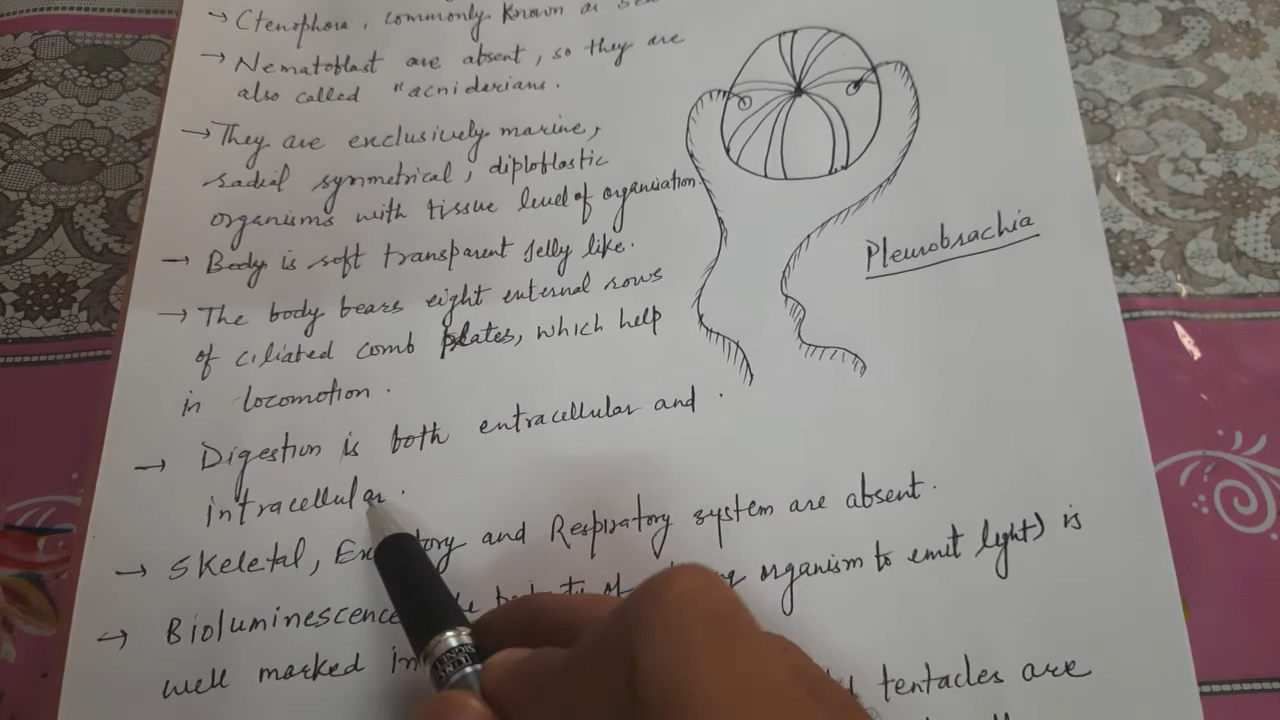 → Ctenophora, commonly known as
→ Nematoblast are absent, so they are
also called "acnidarians.
→ They are exclusively marine,
radial symmetrical, diploblastic
organisms with tissue level of organisation.
→ Body is soft transparent Jelly like.
→ The body bears eight external rows
of ciliated comb plates, which help
in locomotion.
→ Digestion is both extracellular and
intracellular.
→ Skeletal, and Respiratory system are absent.
→ Bioluminescence of organism to emit light) is
well marked in
tentacles are
Pleurobrachia